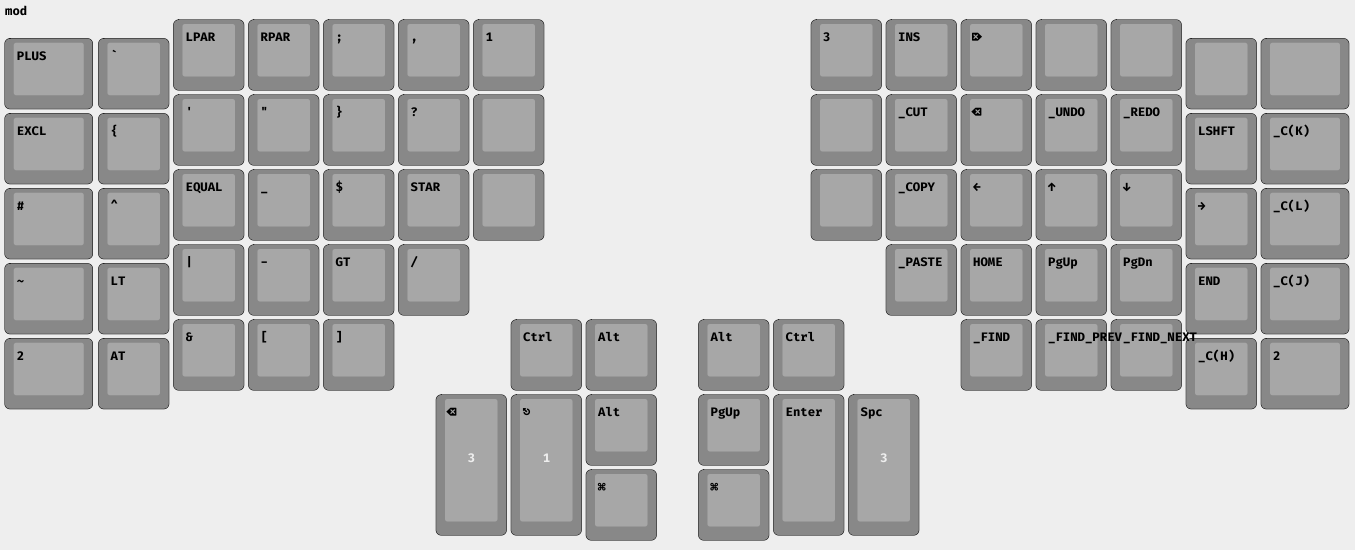 mod
LPAR RPAR ; , 1 3 INS ⌦
PLUS `
' " } ? _CUT ⌫ _UNDO _REDO
EXCL { LSHFT _C(K)
EQUAL _ $ STAR _COPY ← ↑ ↓
# ^ → _C(L)
| - GT / _PASTE HOME PgUp PgDn
~ LT END _C(J)
& [ ] Ctrl Alt Alt Ctrl _FIND _FIND_PREV _FIND_NEXT
2 AT _C(H) 2
⌫ ⎋ Alt PgUp Enter Spc
3 1 3
⌘ ⌘